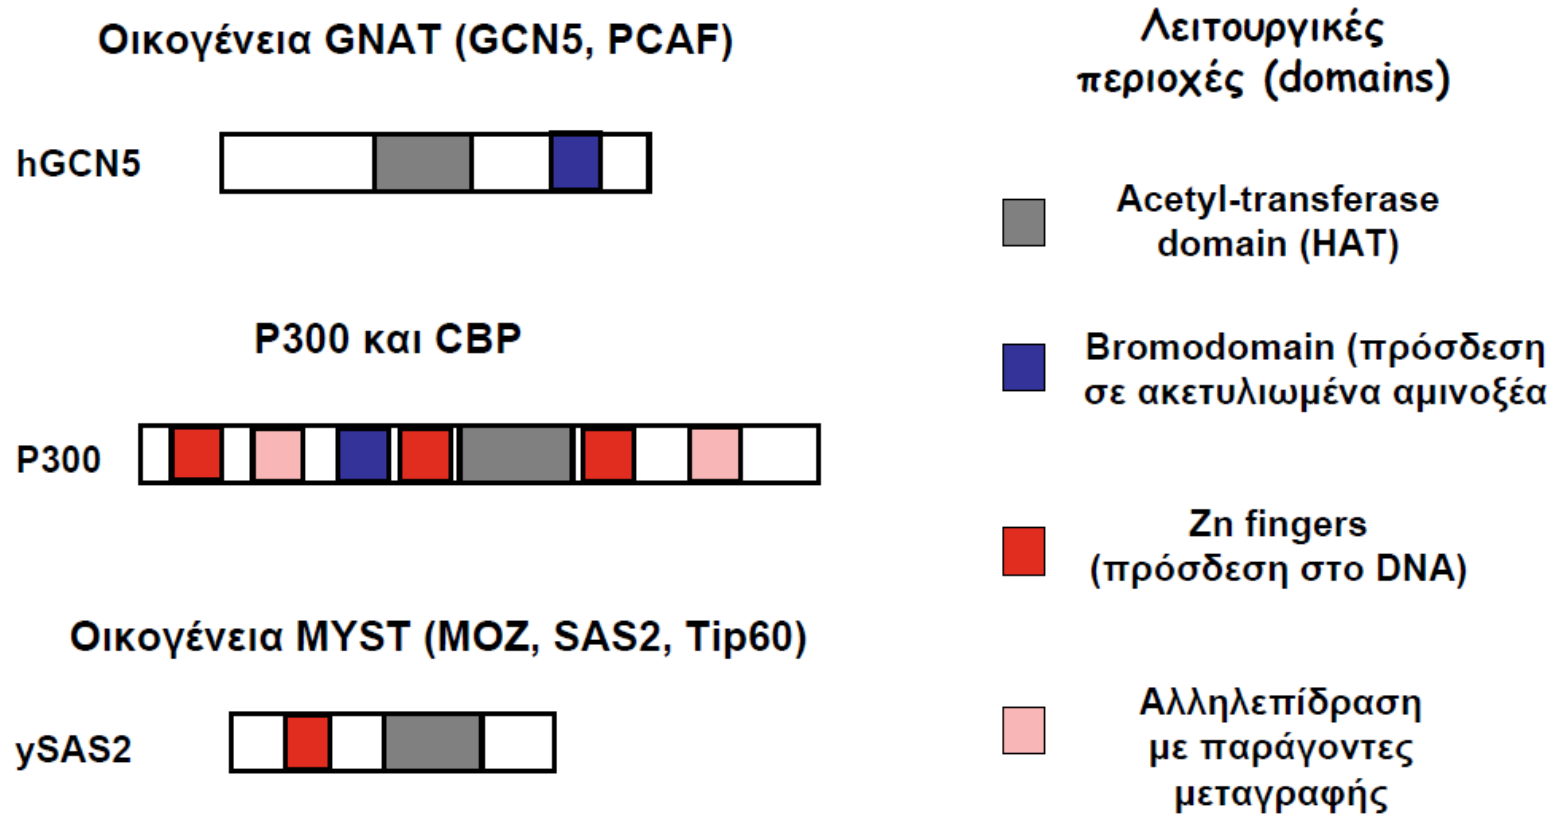 Οικογένεια GNAT (GCN5, PCAF)
hGCN5
P300 και CBP
P300
Οικογένεια MYST (MOZ, SAS2, Tip60)
ySAS2
Λειτουργικές
περιοχές (domains)
Acetyl-transferase
domain (HAT)
Bromodomain (πρόσδεση
σε ακετυλιωμένα αμινοξέα
Zn fingers
(πρόσδεση στο DNA)
Αλληλεπίδραση
με παράγοντες
μεταγραφής